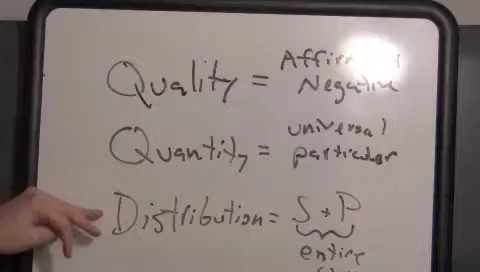 Quality = 
Negative
Quantity = universal
particular
Distribution = S + P
entire